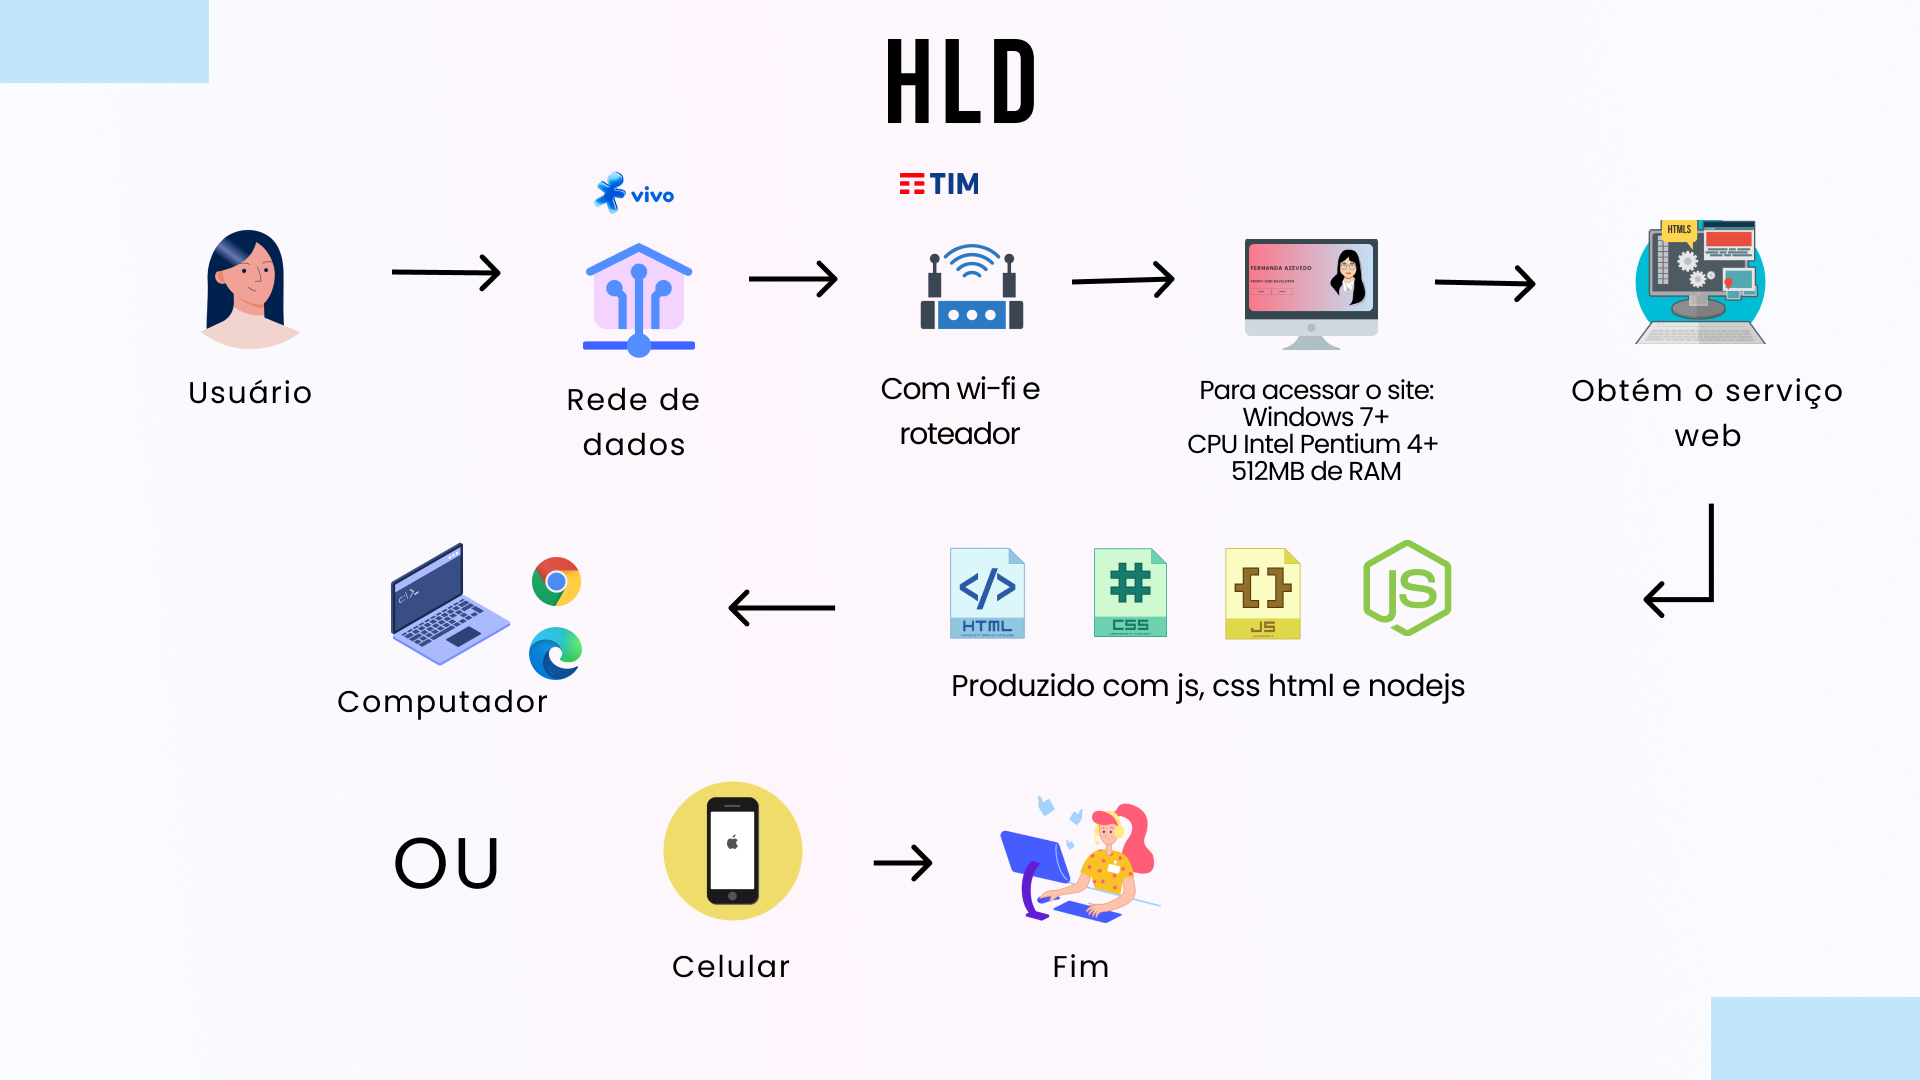 HLD
vivo
TIM
Usuário
Rede de
dados
Com wi-fi e
roteador
FERNANDA AZEVEDO
Para acessar o site:
Windows 7+
CPU Intel Pentium 4+
512MB de RAM
HTML5
Obtém o serviço
web
C:\>_
Computador
HTML
CSS
JS
JS
Produzido com js, css html e nodejs
OU
Celular
Fim